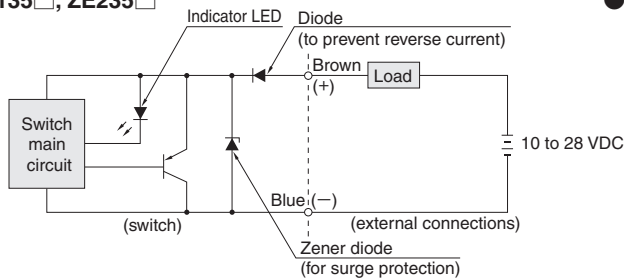 135□, ZE235□
Indicator LED
Diode
(to prevent reverse current)
Brown
(+)
Load
Switch
main
circuit
10 to 28 VDC
Blue (−)
(switch)
(external connections)
Zener diode
(for surge protection)